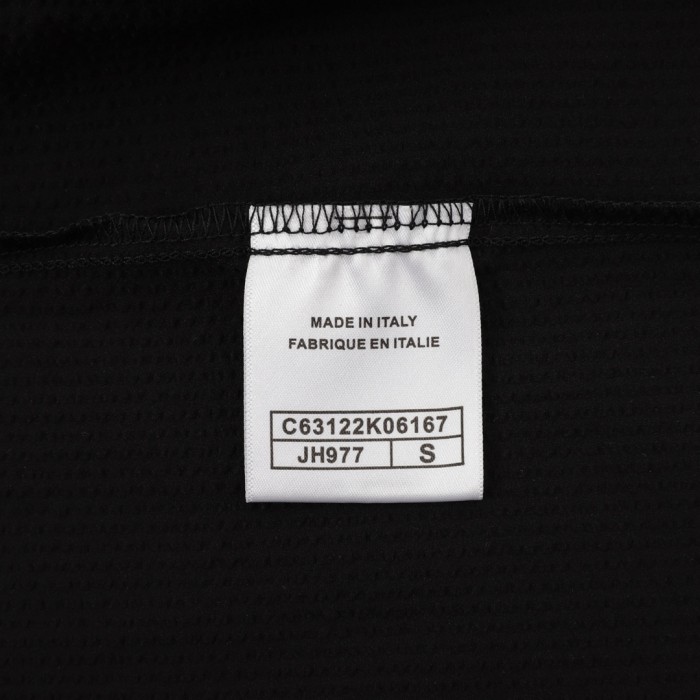 MADE IN ITALY
FABRIQUE EN ITALIE
C63122K06167
JH977 S